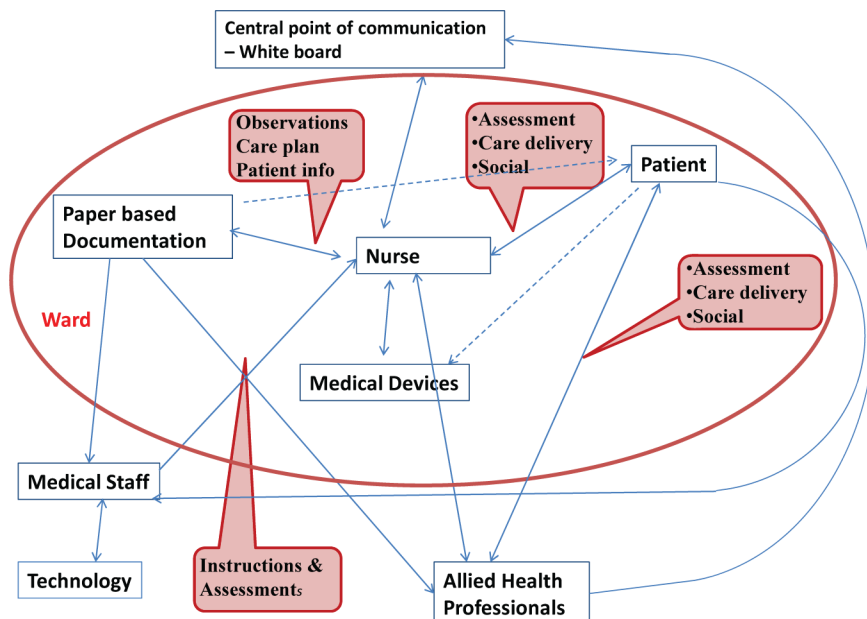 Central point of communication
– White board
Observations
Care plan
Patient info
•Assessment
•Care delivery
•Social
Patient
Paper based
Documentation
Nurse
•Assessment
•Care delivery
•Social
Ward
Medical Devices
Medical Staff
Instructions &
Assessments
Technology
Allied Health
Professionals